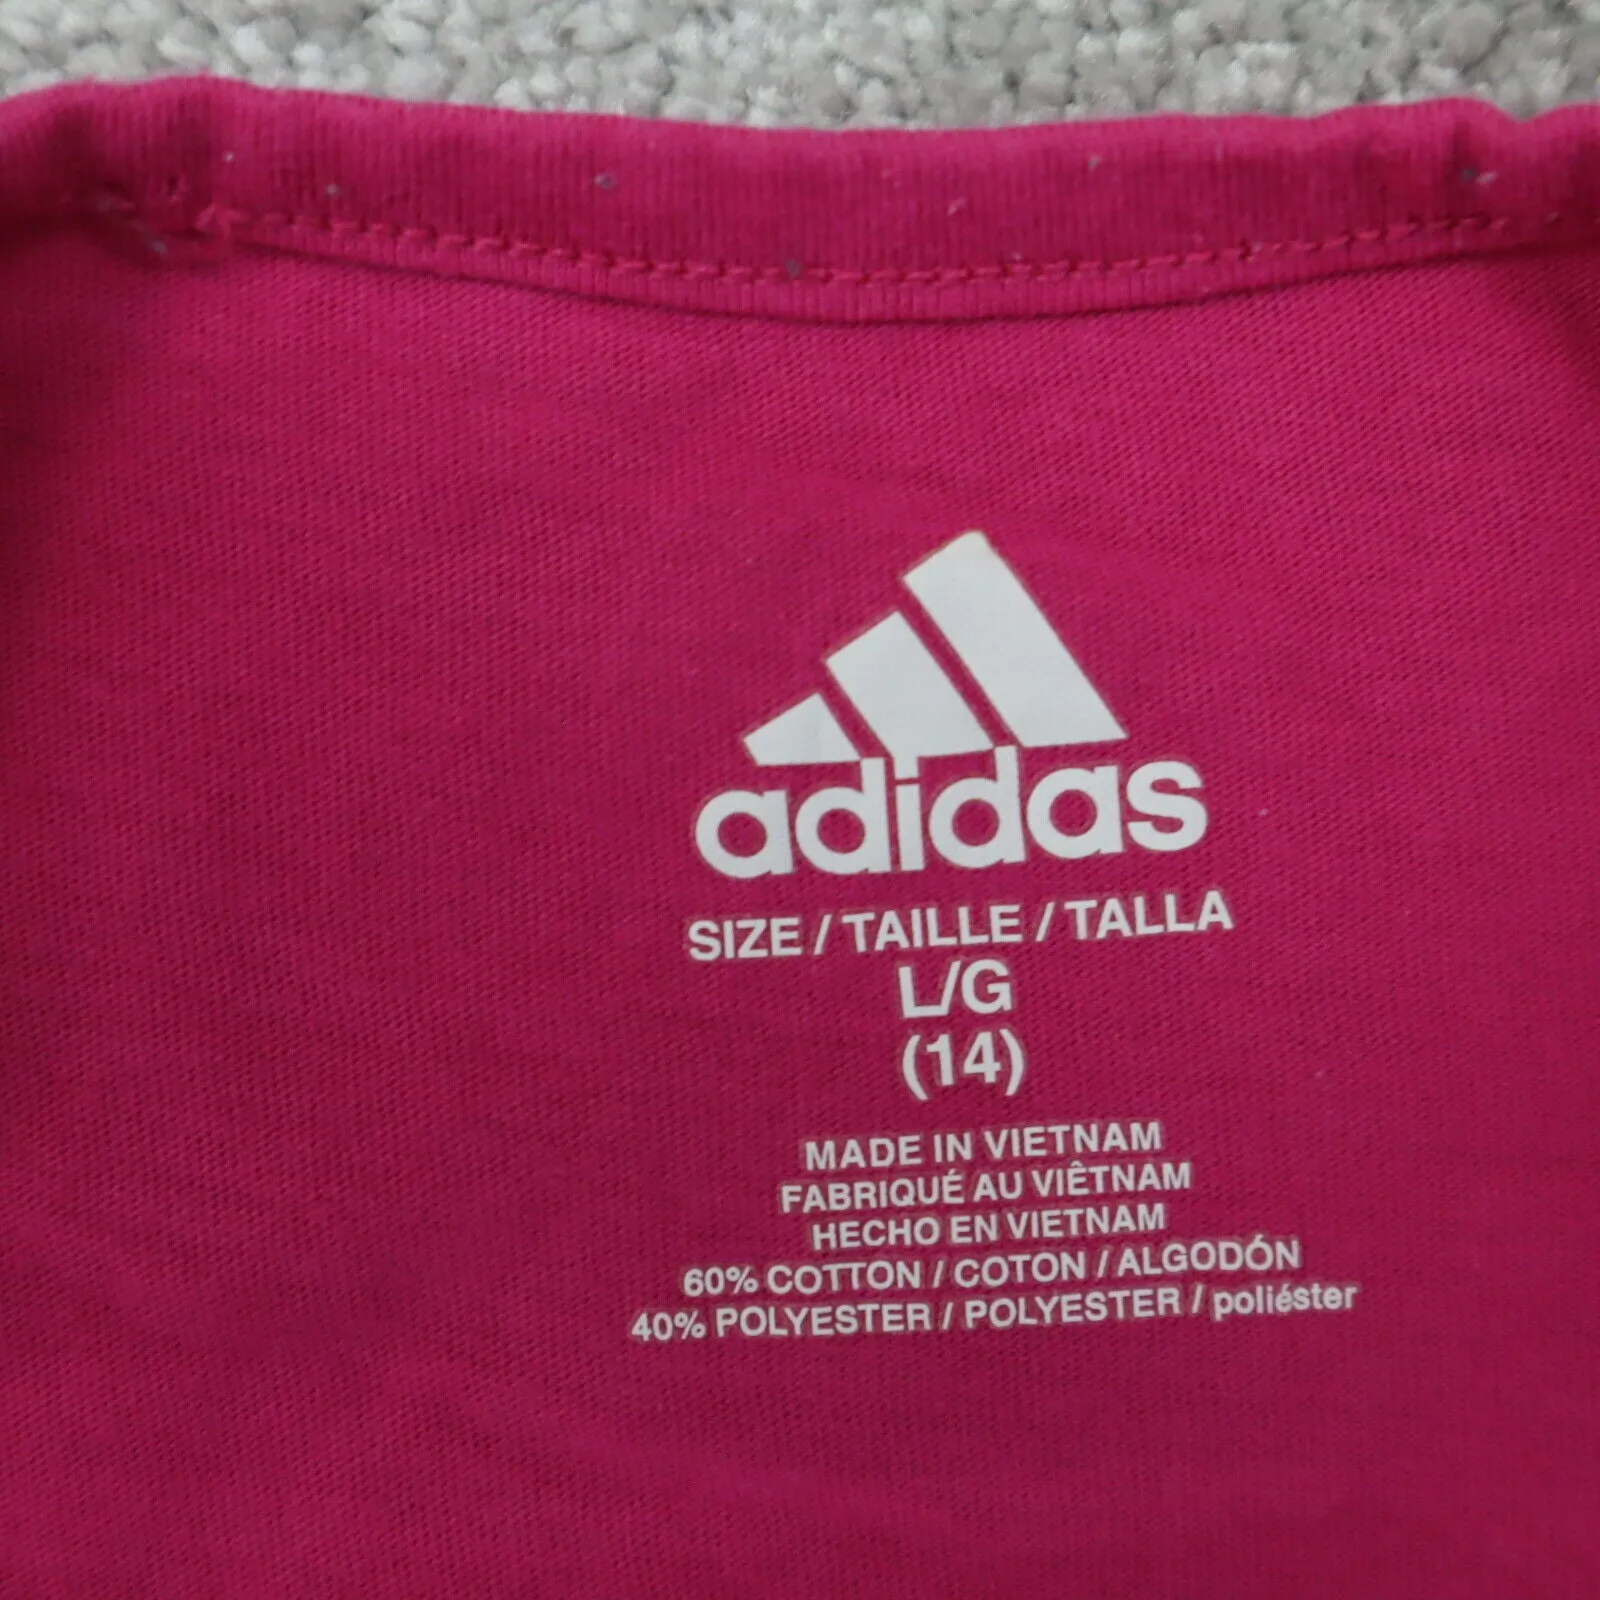 adidas
SIZE / TAILLE / TALLA
L/G
(14)
MADE IN VIETNAM
FABRIQUÉ AU VIÊTNAM
HECHO EN VIETNAM
60% COTTON / COTON / ALGODÓN
40% POLYESTER / POLYESTER / poliéster